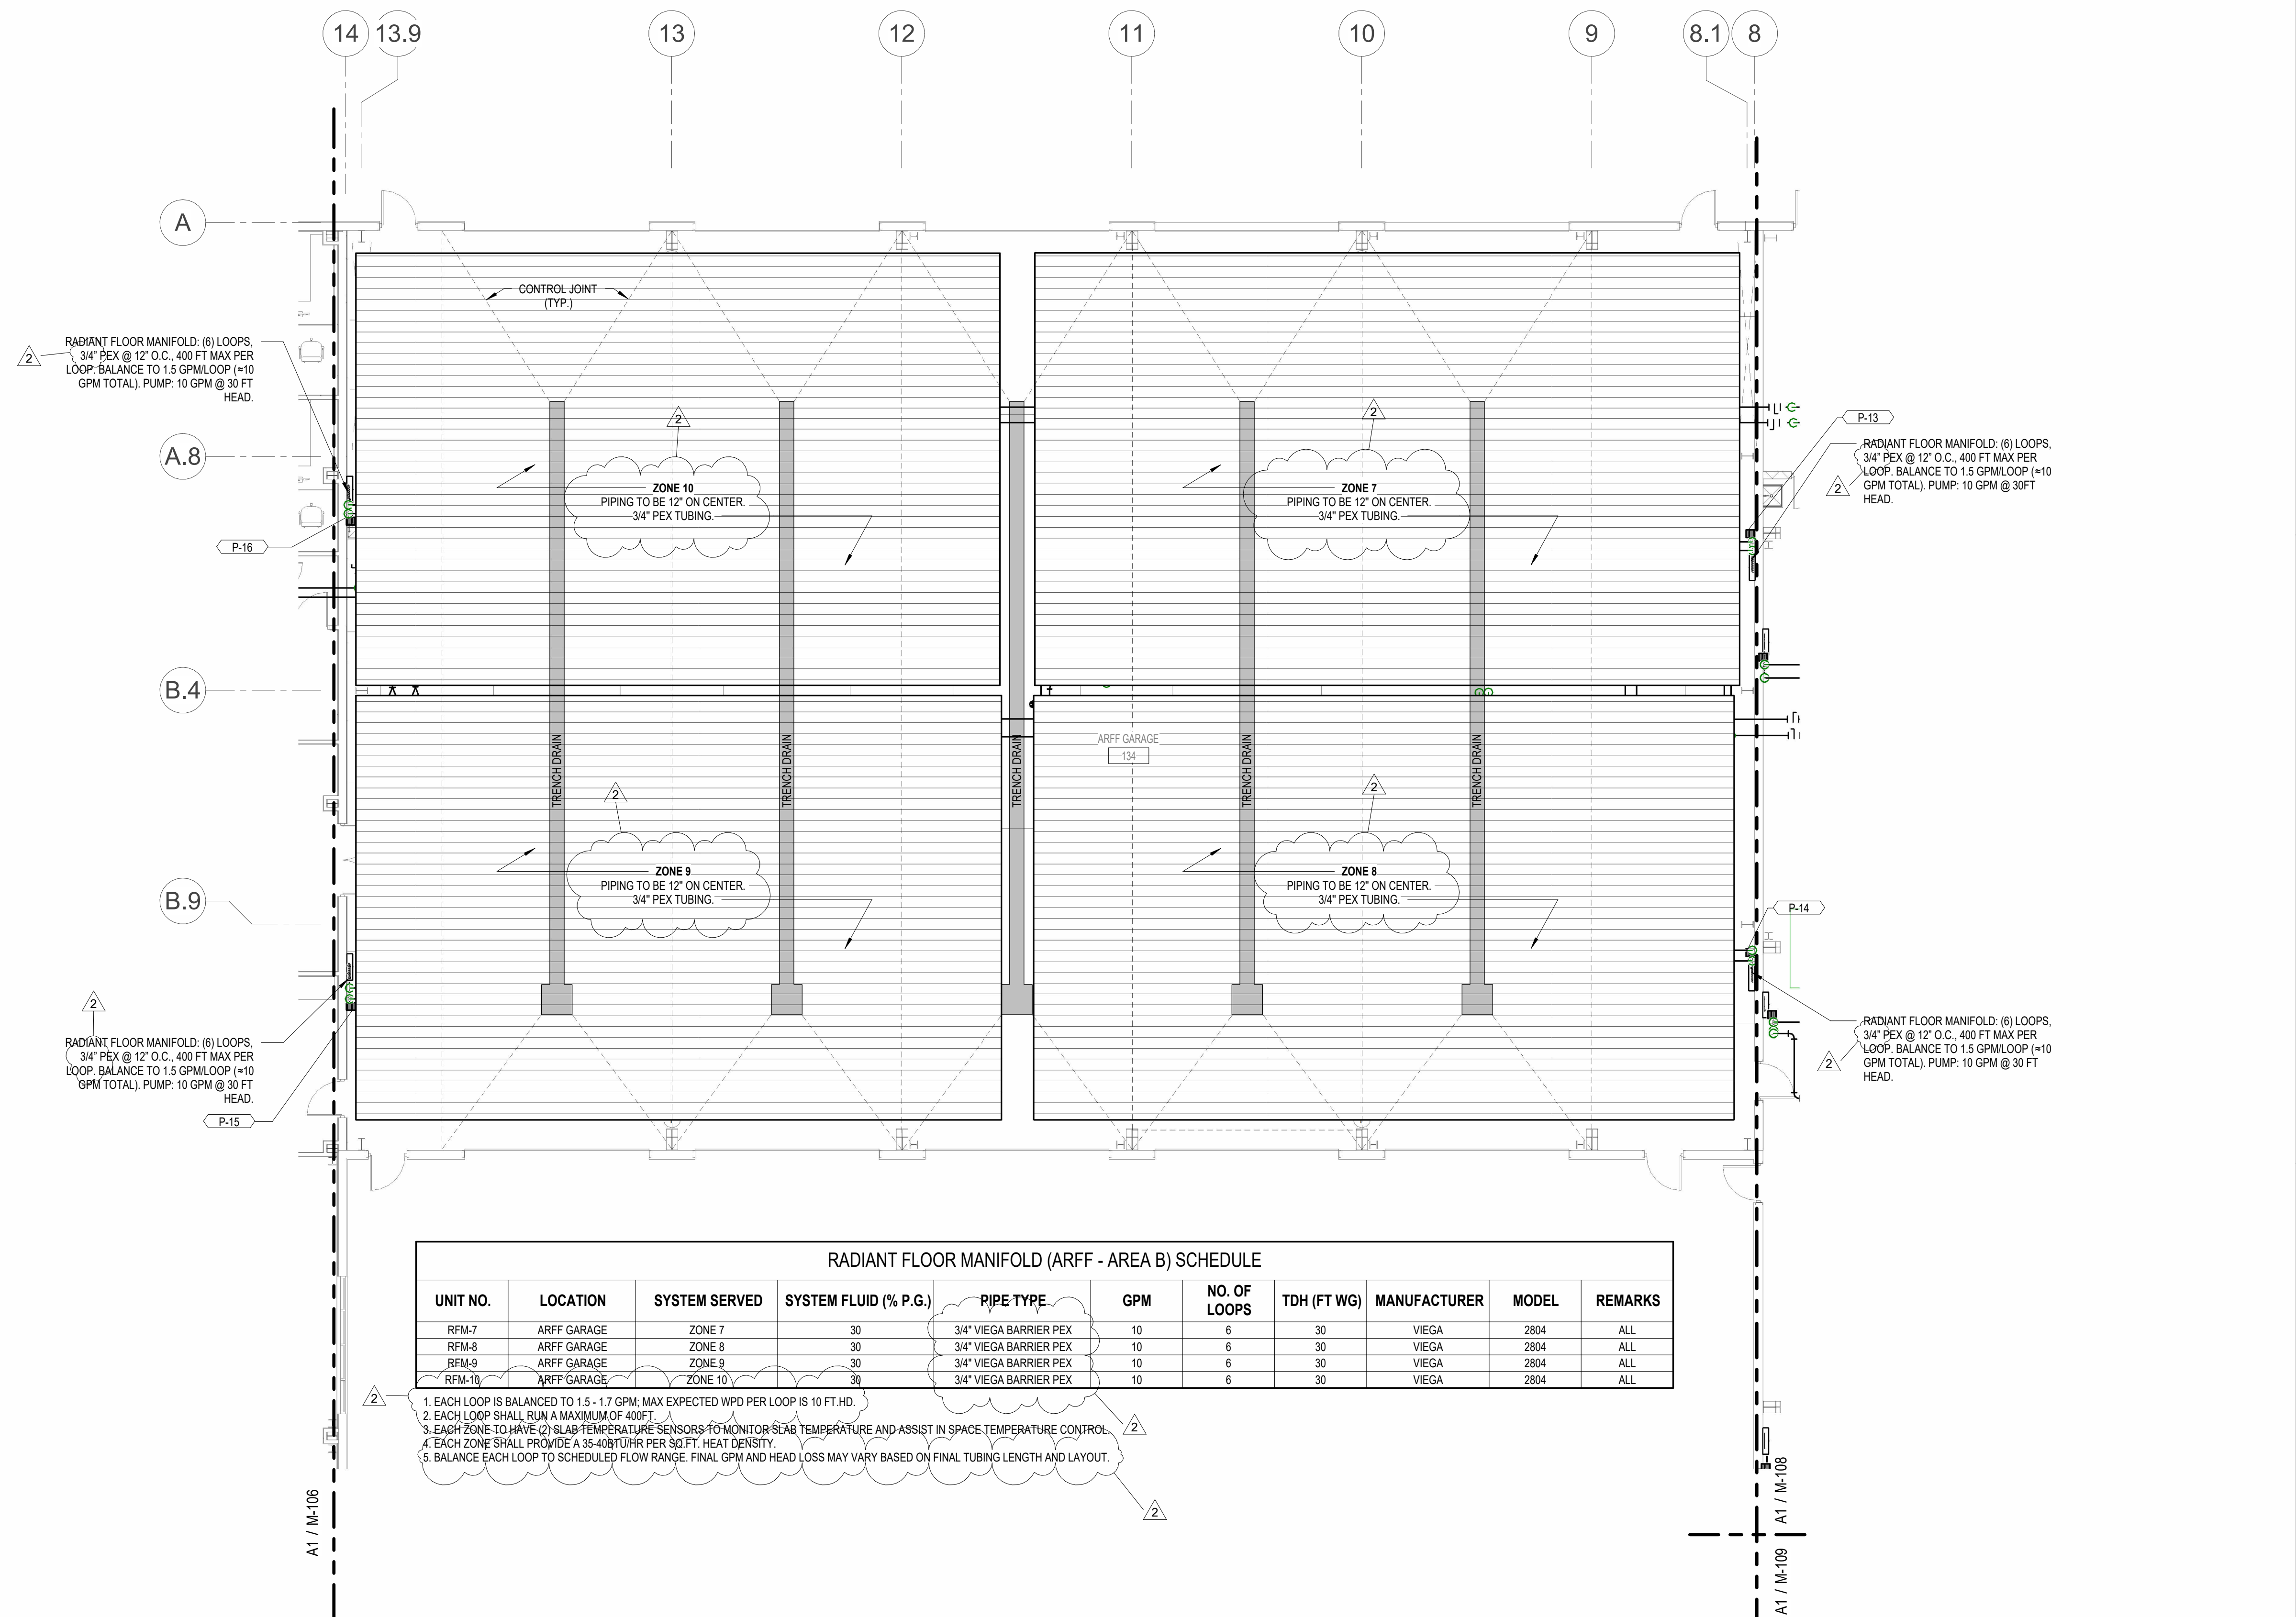 14 13.9 13 12 11 10 9 8.1 8
A
CONTROL JOINT
(TYP.)
RADIANT FLOOR MANIFOLD: (6) LOOPS,
3/4" PEX @ 12" O.C., 400 FT MAX PER
LOOP. BALANCE TO 1.5 GPM/LOOP (≈10
GPM TOTAL). PUMP: 10 GPM @ 30 FT
HEAD.
2
2
2
P-13
A.8
RADIANT FLOOR MANIFOLD: (6) LOOPS,
3/4" PEX @ 12" O.C., 400 FT MAX PER
LOOP. BALANCE TO 1.5 GPM/LOOP (≈10
GPM TOTAL). PUMP: 10 GPM @ 30FT
HEAD.
2
ZONE 10
PIPING TO BE 12" ON CENTER.
3/4" PEX TUBING.
ZONE 7
PIPING TO BE 12" ON CENTER.
3/4" PEX TUBING.
P-16
B.4
ARFF GARAGE
134
TRENCH DRAIN
TRENCH DRAIN
TRENCH DRAIN
TRENCH DRAIN
TRENCH DRAIN
2
2
B.9
ZONE 9
PIPING TO BE 12" ON CENTER.
3/4" PEX TUBING.
ZONE 8
PIPING TO BE 12" ON CENTER.
3/4" PEX TUBING.
P-14
2
RADIANT FLOOR MANIFOLD: (6) LOOPS,
3/4" PEX @ 12" O.C., 400 FT MAX PER
LOOP. BALANCE TO 1.5 GPM/LOOP (≈10
GPM TOTAL). PUMP: 10 GPM @ 30 FT
HEAD.
P-15
RADIANT FLOOR MANIFOLD: (6) LOOPS,
3/4" PEX @ 12" O.C., 400 FT MAX PER
LOOP. BALANCE TO 1.5 GPM/LOOP (≈10
GPM TOTAL). PUMP: 10 GPM @ 30 FT
HEAD.
2
RADIANT FLOOR MANIFOLD (ARFF - AREA B) SCHEDULE
UNIT NO. LOCATION SYSTEM SERVED SYSTEM FLUID (% P.G.) PIPE TYPE GPM NO. OF LOOPS TDH (FT WG) MANUFACTURER MODEL REMARKS
RFM-7 ARFF GARAGE ZONE 7 30 3/4" VIEGA BARRIER PEX 10 6 30 VIEGA 2804 ALL
RFM-8 ARFF GARAGE ZONE 8 30 3/4" VIEGA BARRIER PEX 10 6 30 VIEGA 2804 ALL
RFM-9 ARFF GARAGE ZONE 9 30 3/4" VIEGA BARRIER PEX 10 6 30 VIEGA 2804 ALL
RFM-10 ARFF GARAGE ZONE 10 30 3/4" VIEGA BARRIER PEX 10 6 30 VIEGA 2804 ALL
2
1. EACH LOOP IS BALANCED TO 1.5 - 1.7 GPM; MAX EXPECTED WPD PER LOOP IS 10 FT.HD.
2. EACH LOOP SHALL RUN A MAXIMUM OF 400FT.
3. EACH ZONE TO HAVE (2) SLAB TEMPERATURE SENSORS TO MONITOR SLAB TEMPERATURE AND ASSIST IN SPACE TEMPERATURE CONTROL.
4. EACH ZONE SHALL PROVIDE A 35-40BTU/HR PER SQ.FT. HEAT DENSITY.
5. BALANCE EACH LOOP TO SCHEDULED FLOW RANGE. FINAL GPM AND HEAD LOSS MAY VARY BASED ON FINAL TUBING LENGTH AND LAYOUT.
2
2
A1 / M-106
A1 / M-108
A1 / M-109